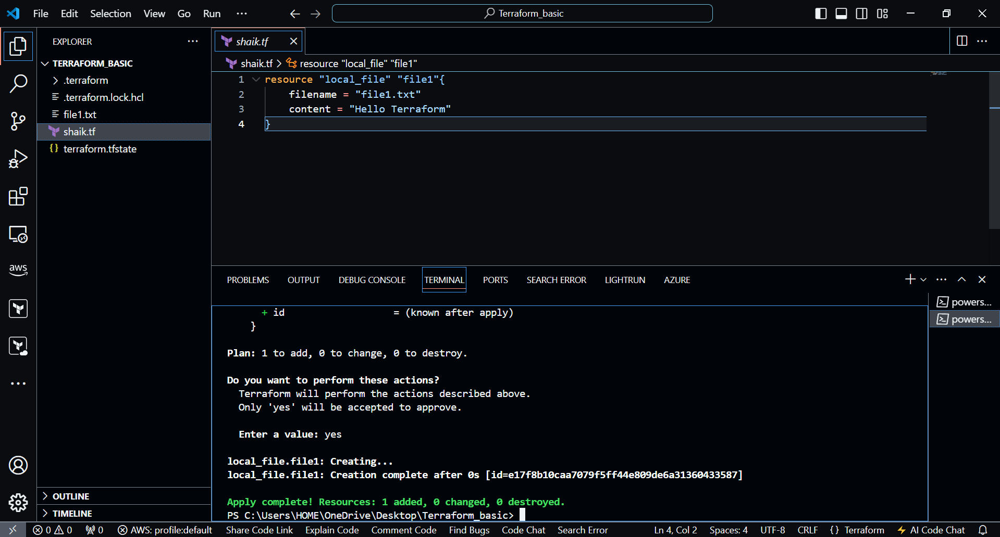 File Edit Selection View Go Run ··· Terraform_basic
EXPLORER
TERRAFORM_BASIC
.terraform
.terraform.lock.hcl
file1.txt
shaik.tf
terraform.tfstate
OUTLINE
TIMELINE
aws
shaik.tf
shaik.tf > resource "local_file" "file1"
1 resource "local_file" "file1"{
2 filename = "file1.txt"
3 content = "Hello Terraform"
4 }
PROBLEMS OUTPUT DEBUG CONSOLE TERMINAL PORTS SEARCH ERROR LIGHTRUN AZURE
powers...
powers...
+ id = (known after apply)
}
Plan: 1 to add, 0 to change, 0 to destroy.
Do you want to perform these actions?
Terraform will perform the actions described above.
Only 'yes' will be accepted to approve.
Enter a value: yes
local_file.file1: Creating...
local_file.file1: Creation complete after 0s [id=e17f8b10caa7079f5ff44e809de6a31360433587]
Apply complete! Resources: 1 added, 0 changed, 0 destroyed.
PS C:\Users\HOME\OneDrive\Desktop\Terraform_basic>
0 0 0 AWS: profile:default Share Code Link Explain Code Comment Code Find Bugs Code Chat Search Error Ln 4, Col 2 Spaces: 4 UTF-8 CRLF {} Terraform AI Code Chat